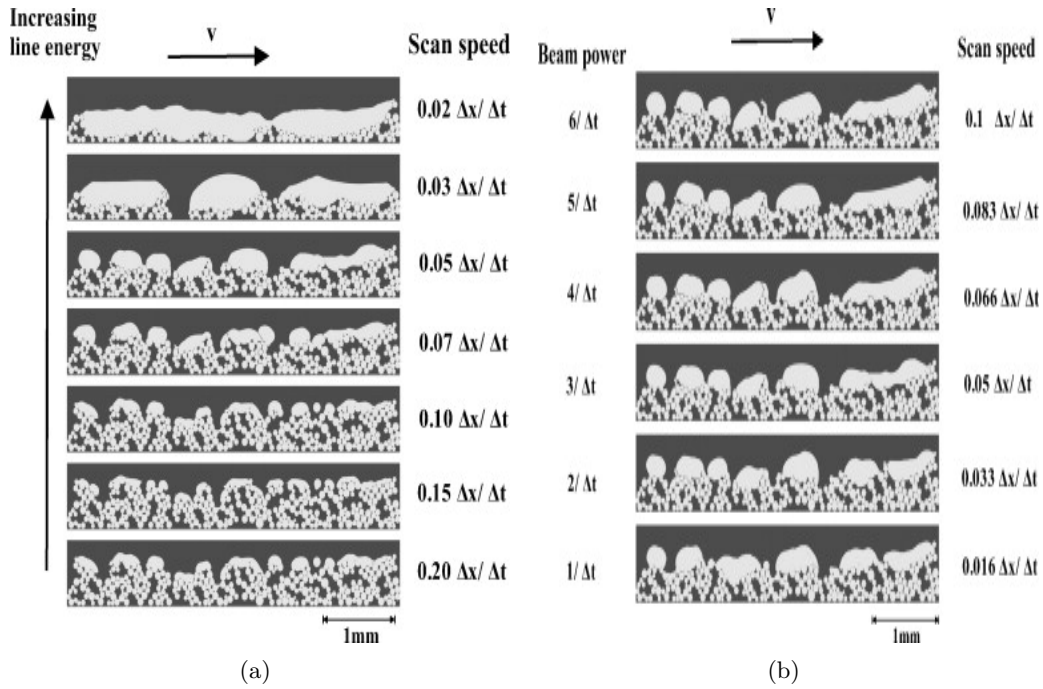 Increasing
line energy
v
Scan speed
0.02 Δx/ Δt
0.03 Δx/ Δt
0.05 Δx/ Δt
0.07 Δx/ Δt
0.10 Δx/ Δt
0.15 Δx/ Δt
0.20 Δx/ Δt
1mm
(a)
v
Beam power
Scan speed
6/ Δt
0.1 Δx/ Δt
5/ Δt
0.083 Δx/ Δt
4/ Δt
0.066 Δx/ Δt
3/ Δt
0.05 Δx/ Δt
2/ Δt
0.033 Δx/ Δt
1/ Δt
0.016 Δx/ Δt
1mm
(b)